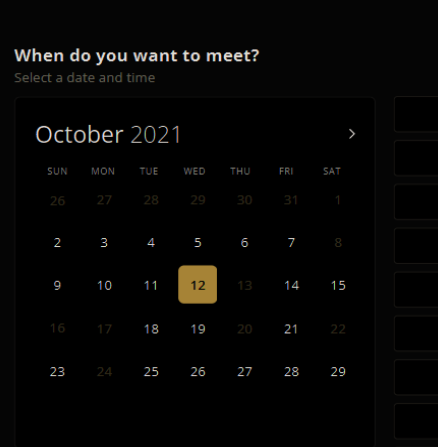 When do you want to meet?
Select a date and time
October 2021
SUN MON TUE WED THU FRI SAT
26 27 28 29 30 31 1
2 3 4 5 6 7 8
9 10 11 12 13 14 15
16 17 18 19 20 21 22
23 24 25 26 27 28 29